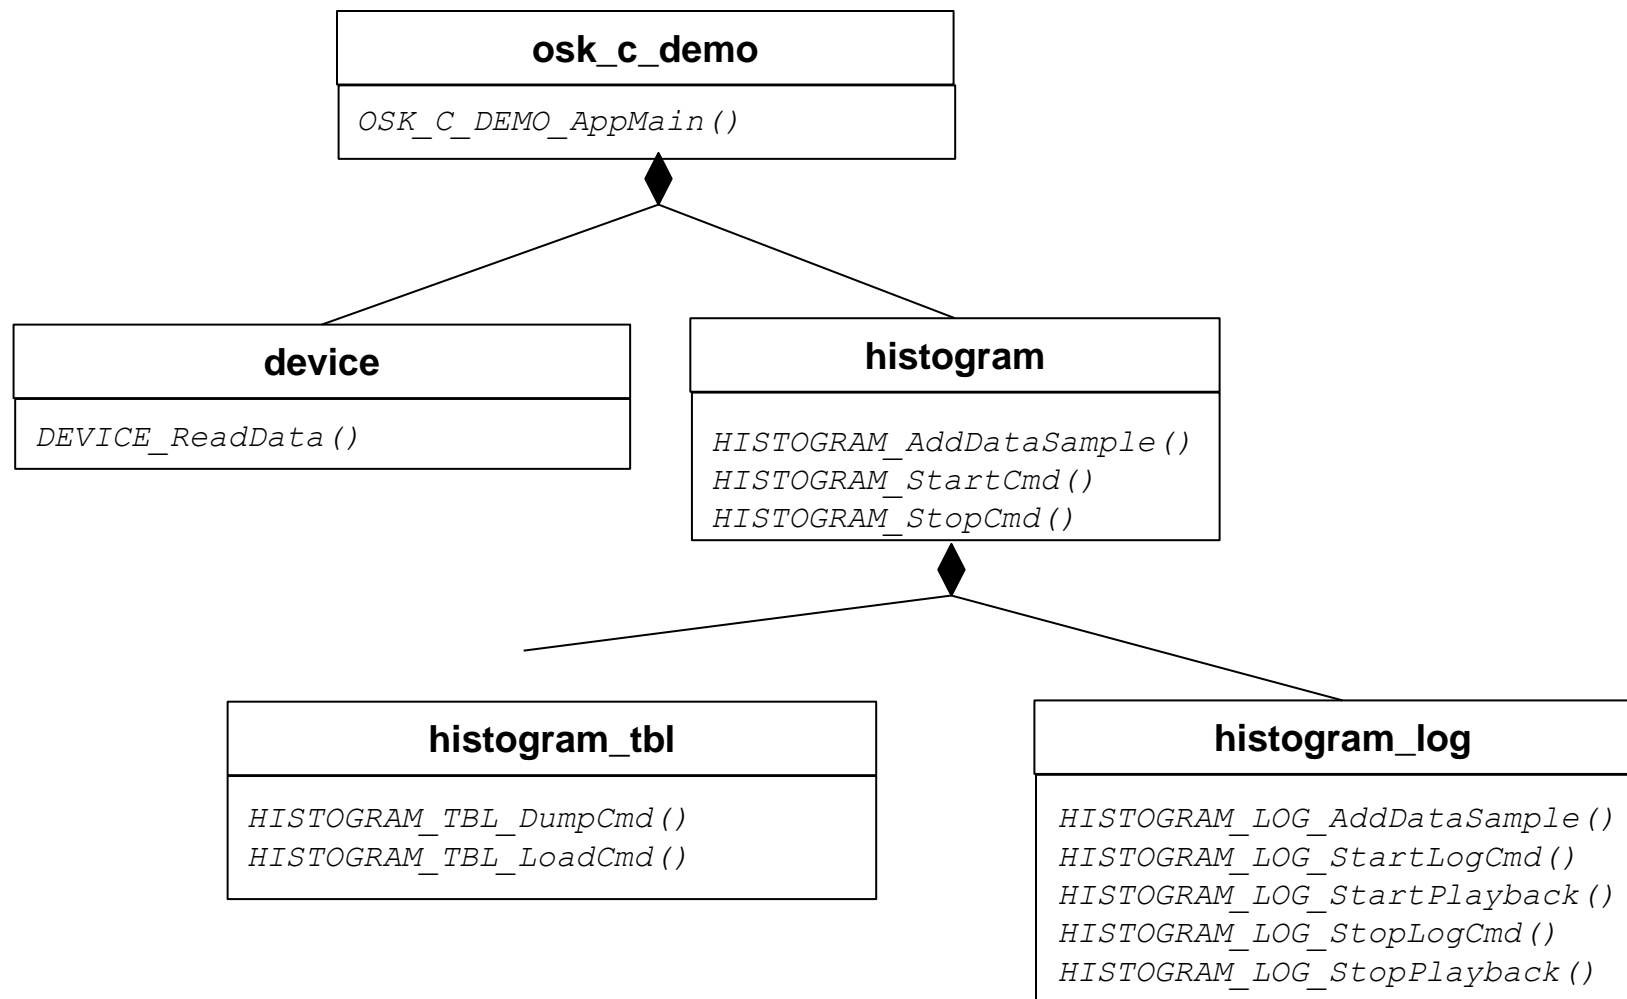 osk_c_demo
OSK_C_DEMO_AppMain()
device
DEVICE_ReadData()
histogram
HISTOGRAM_AddDataSample()
HISTOGRAM_StartCmd()
HISTOGRAM_StopCmd()
histogram_tbl
HISTOGRAM_TBL_DumpCmd()
HISTOGRAM_TBL_LoadCmd()
histogram_log
HISTOGRAM_LOG_AddDataSample()
HISTOGRAM_LOG_StartLogCmd()
HISTOGRAM_LOG_StartPlayback()
HISTOGRAM_LOG_StopLogCmd()
HISTOGRAM_LOG_StopPlayback()